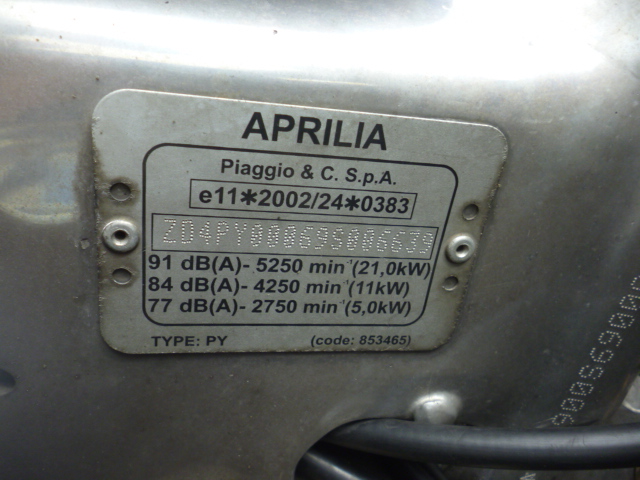 APRILIA
Piaggio & C. S.p.A.
e11*2002/24*0383
ZD4PY00069S006639
91 dB(A)- 5250 min⁻¹(21,0kW)
84 dB(A)- 4250 min⁻¹(11kW)
77 dB(A)- 2750 min⁻¹(5,0kW)
TYPE: PY (code: 853465)